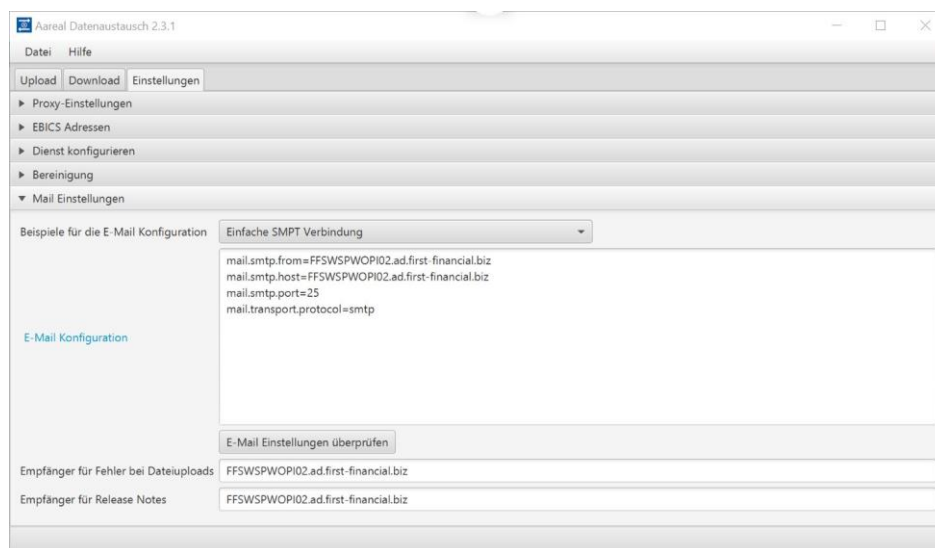 Aareal Datenaustausch 2.3.1
Datei Hilfe
Upload Download Einstellungen
Proxy-Einstellungen
EBICS Adressen
Dienst konfigurieren
Bereinigung
Mail Einstellungen
Beispiele für die E-Mail Konfiguration Einfache SMPT Verbindung
mail.smtp.from=FFSWSPWOPI02.ad.first-financial.biz
mail.smtp.host=FFSWSPWOPI02.ad.first-financial.biz
mail.smtp.port=25
mail.transport.protocol=smtp
E-Mail Konfiguration
E-Mail Einstellungen überprüfen
Empfänger für Fehler bei Dateiuploads FFSWSPWOPI02.ad.first-financial.biz
Empfänger für Release Notes FFSWSPWOPI02.ad.first-financial.biz